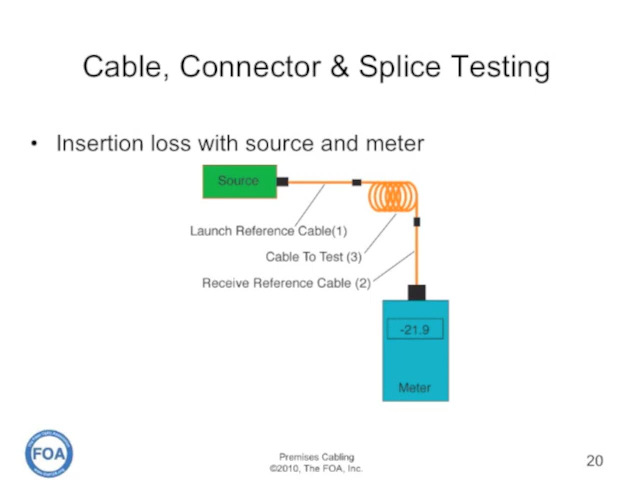 Cable, Connector & Splice Testing
• Insertion loss with source and meter
Source
Launch Reference Cable(1)
Cable To Test (3)
Receive Reference Cable (2)
-21.9
Meter
FOA
Premises Cabling
©2010, The FOA, Inc.
20